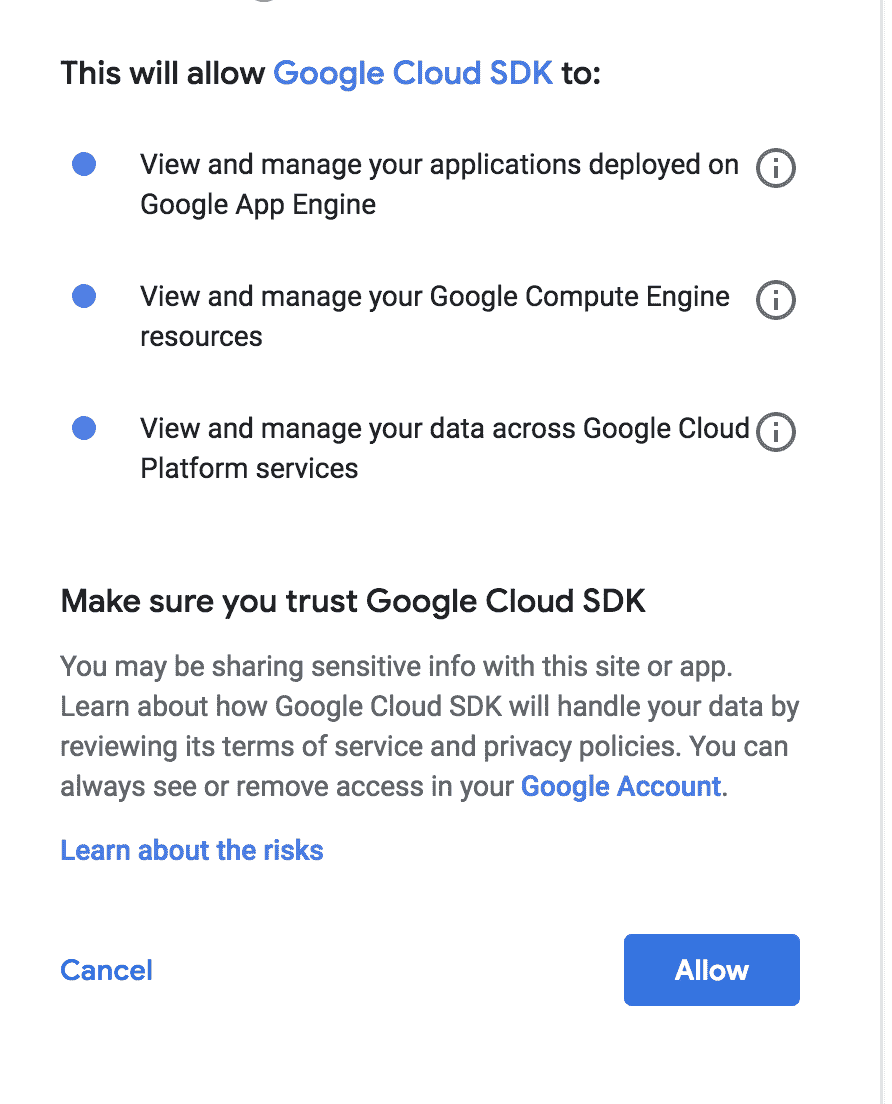 This will allow Google Cloud SDK to:
View and manage your applications deployed on
Google App Engine
View and manage your Google Compute Engine
resources
View and manage your data across Google Cloud
Platform services
Make sure you trust Google Cloud SDK
You may be sharing sensitive info with this site or app.
Learn about how Google Cloud SDK will handle your data by
reviewing its terms of service and privacy policies. You can
always see or remove access in your Google Account.
Learn about the risks
Cancel
Allow